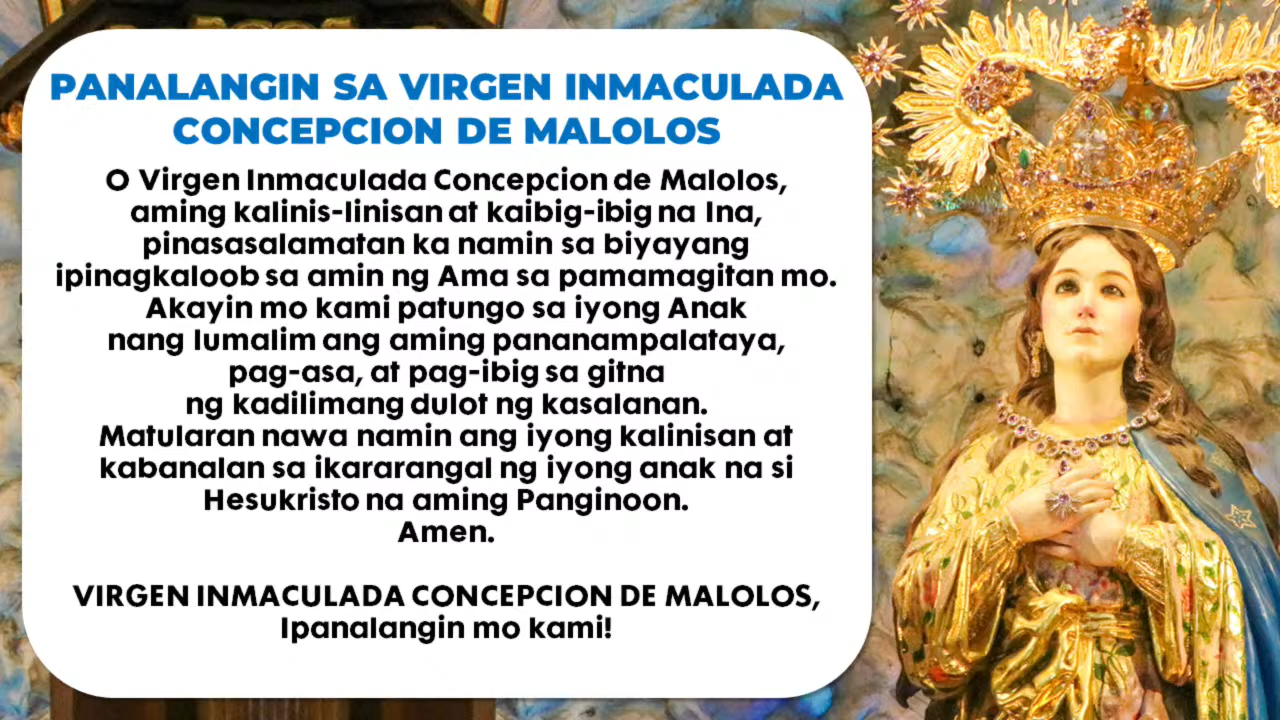 PANALANGIN SA VIRGEN INMACULADA
CONCEPCION DE MALOLOS
O Virgen Inmaculada Concepcion de Malolos,
aming kalinis-linisan at kaibig-ibig na Ina,
pinasasalamatan ka namin sa biyayang
ipinagkaloob sa amin ng Ama sa pamamagitan mo.
Akayin mo kami patungo sa iyong Anak
nang lumalim ang aming pananampalataya,
pag-asa, at pag-ibig sa gitna
ng kadilimang dulot ng kasalanan.
Matularan nawa namin ang iyong kalinisan at
kabanalan sa ikararangal ng iyong anak na si
Hesukristo na aming Panginoon.
Amen.
VIRGEN INMACULADA CONCEPCION DE MALOLOS,
Ipanalangin mo kami!